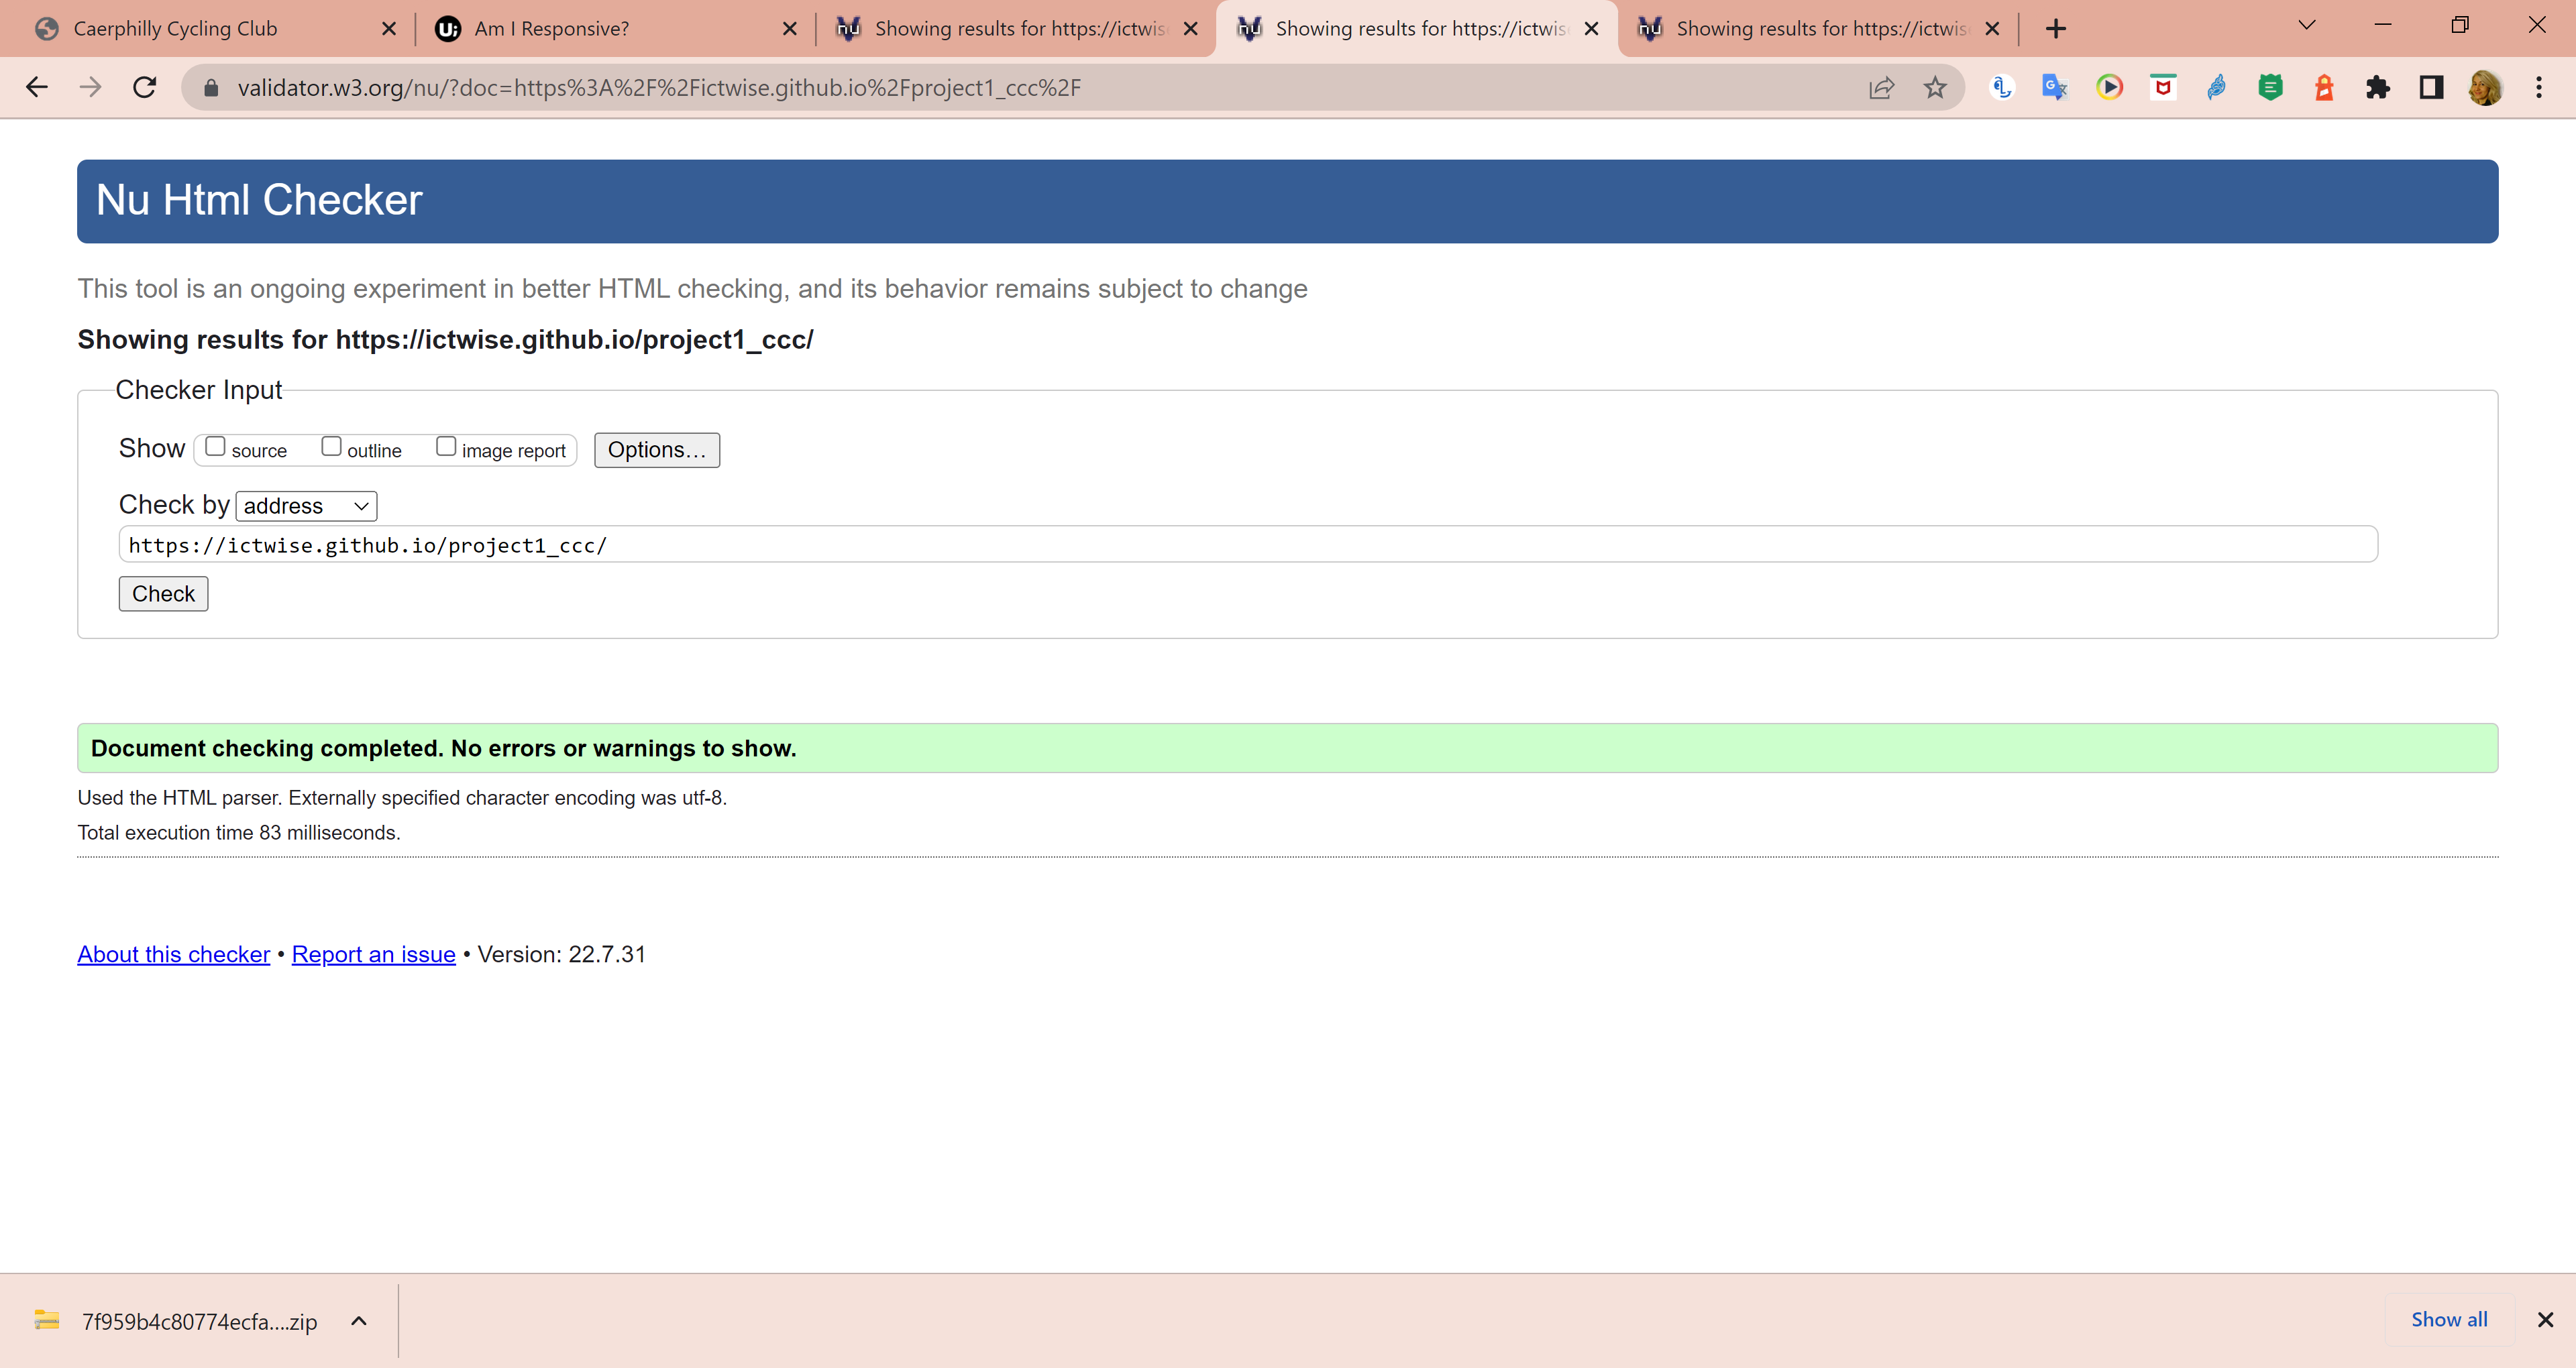 Caerphilly Cycling Club
Am I Responsive?
Showing results for https://ictwis
Showing results for https://ictwis
Showing results for https://ictwis
validator.w3.org/nu/?doc=https%3A%2F%2Fictwise.github.io%2Fproject1_ccc%2F
Nu Html Checker
This tool is an ongoing experiment in better HTML checking, and its behavior remains subject to change
Showing results for https://ictwise.github.io/project1_ccc/
Checker Input
Show source outline image report Options...
Check by address
https://ictwise.github.io/project1_ccc/
Check
Document checking completed. No errors or warnings to show.
Used the HTML parser. Externally specified character encoding was utf-8.
Total execution time 83 milliseconds.
About this checker • Report an issue • Version: 22.7.31
7f959b4c80774ecfa....zip
Show all